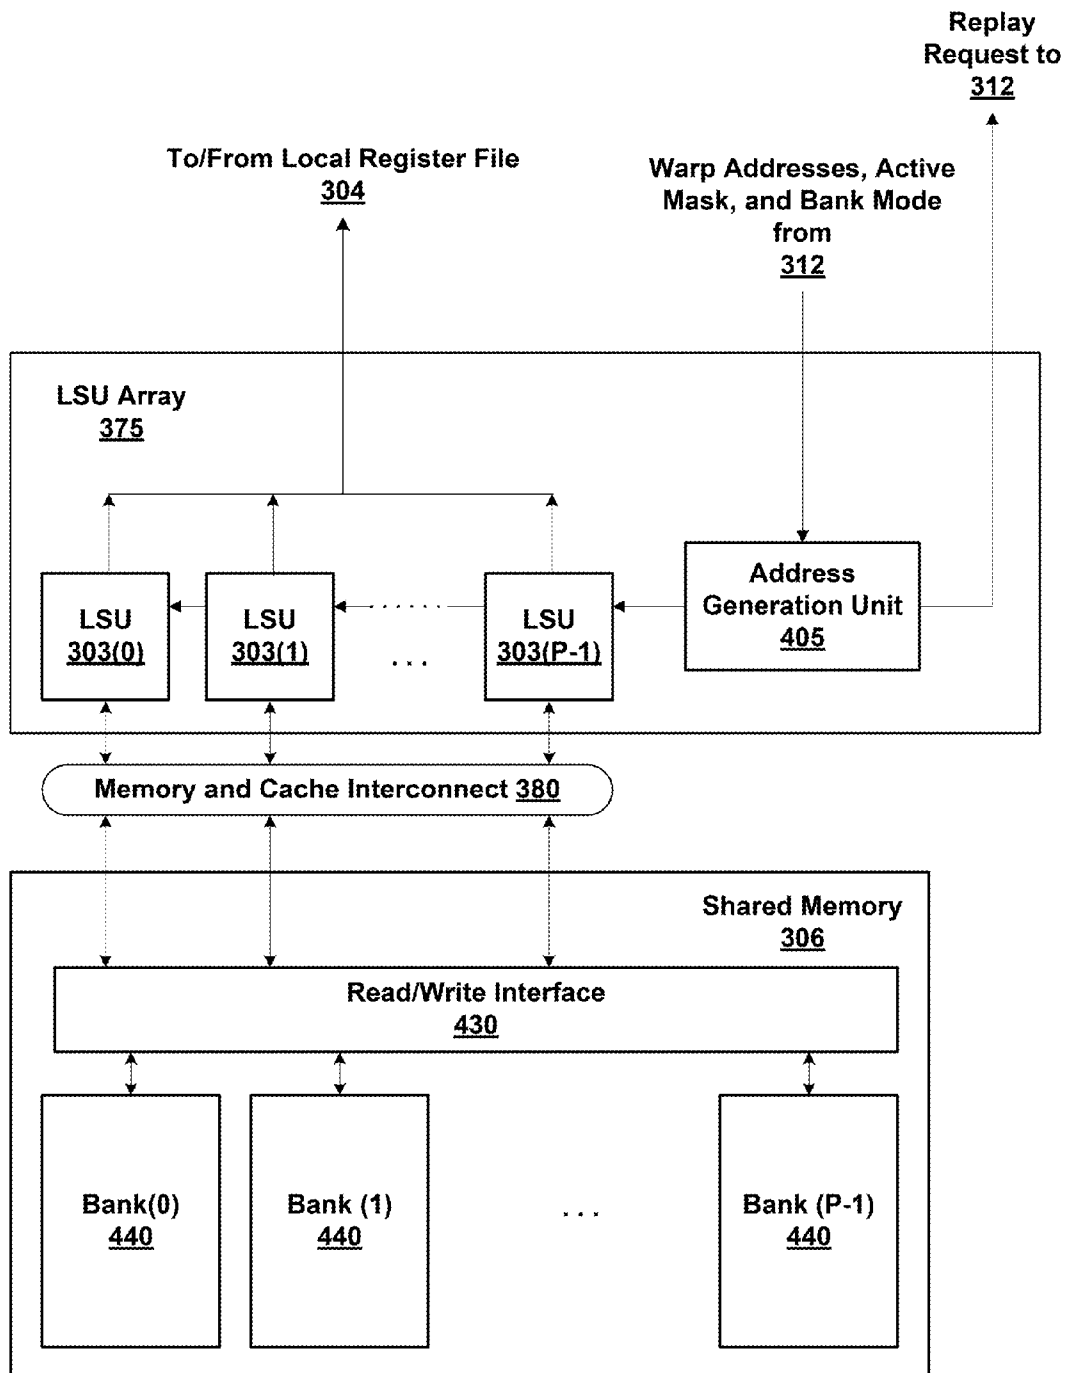 Replay
Request to
312
To/From Local Register File
304
Warp Addresses, Active
Mask, and Bank Mode
from
312
LSU Array
375
LSU
303(0)
LSU
303(1)
. . .
LSU
303(P-1)
Address
Generation Unit
405
Memory and Cache Interconnect 380
Shared Memory
306
Read/Write Interface
430
Bank(0)
440
Bank (1)
440
. . .
Bank (P-1)
440